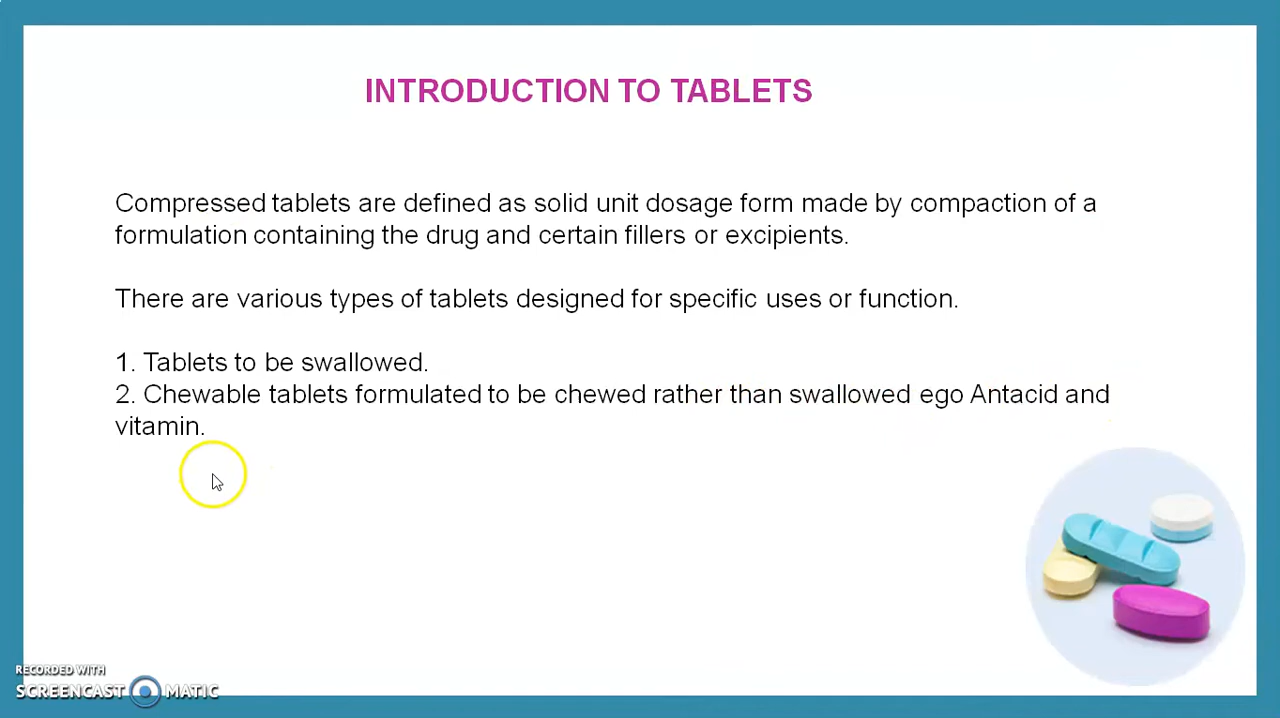 INTRODUCTION TO TABLETS
Compressed tablets are defined as solid unit dosage form made by compaction of a
formulation containing the drug and certain fillers or excipients.
There are various types of tablets designed for specific uses or function.
1. Tablets to be swallowed.
2. Chewable tablets formulated to be chewed rather than swallowed ego Antacid and
vitamin.
RECORDED WITH
SCREENCAST MATIC